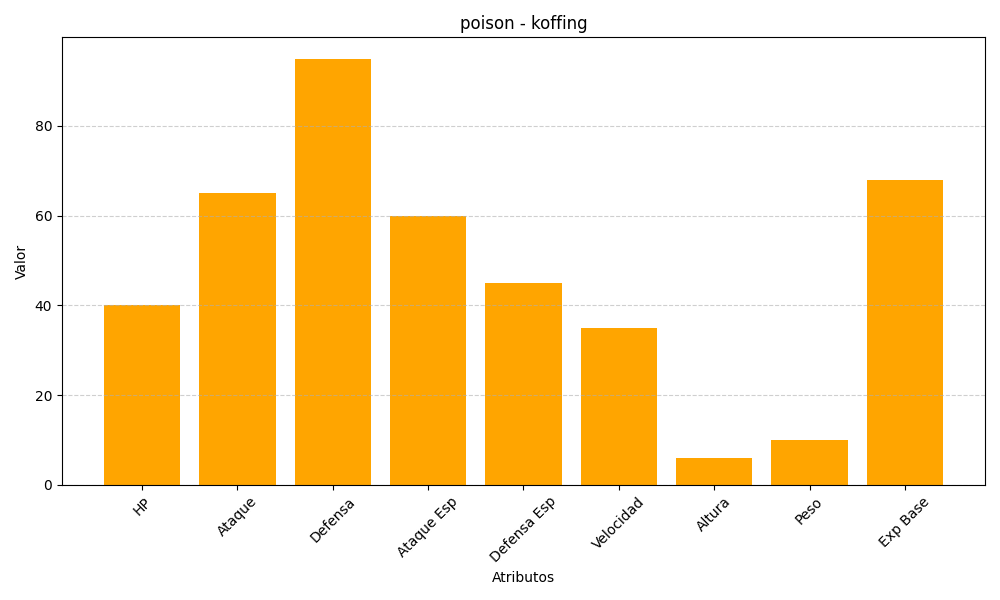 poison - koffing
Valor
80
60
40
20
0
HP
Ataque
Defensa
Ataque Esp
Defensa Esp
Velocidad
Altura
Peso
Exp Base
Atributos